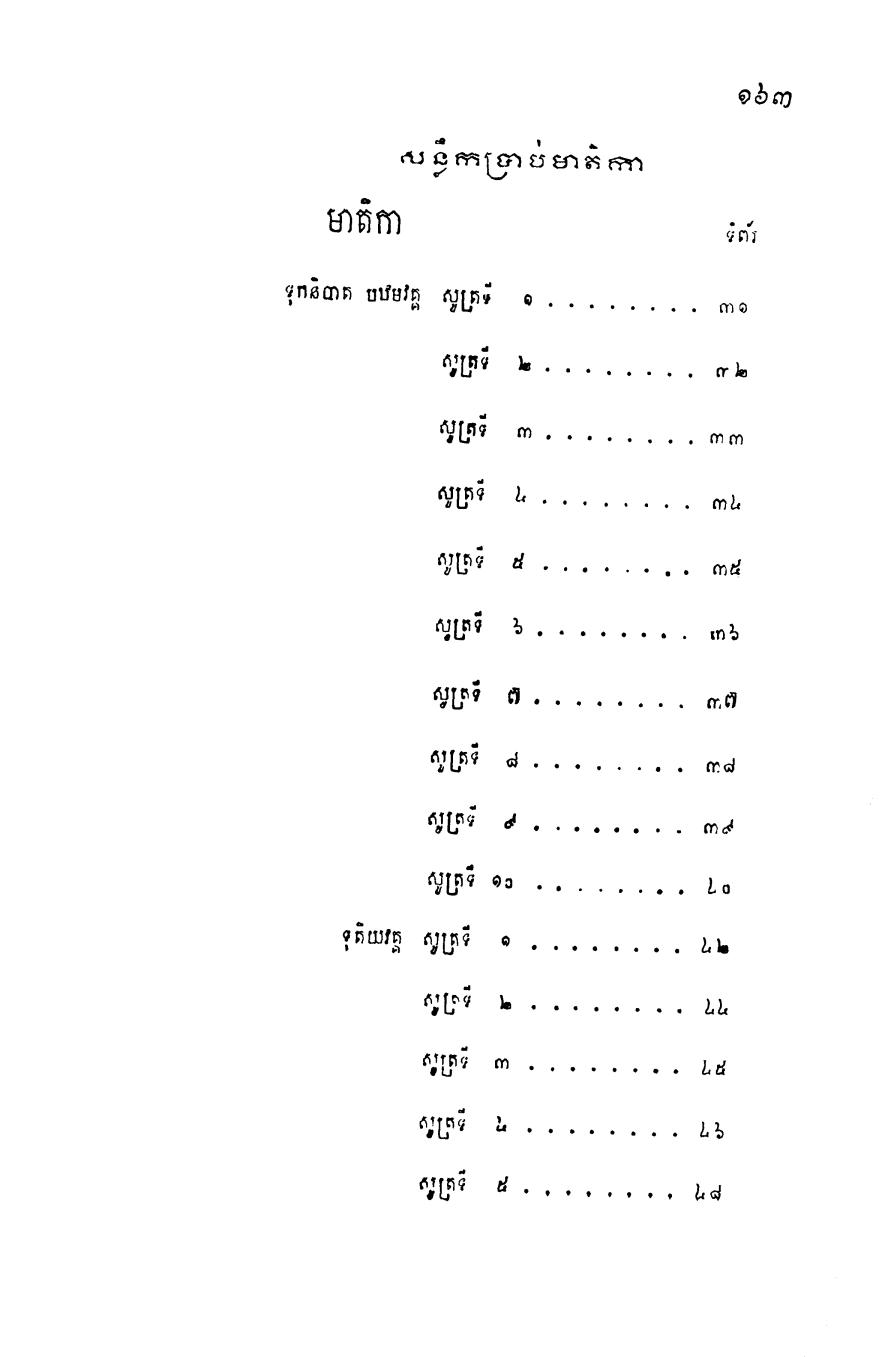 ១៦៣
សន្លឹកប្រាប់មាតិកា
មាតិកា ទំព័រ
ទុកនិបាត បឋមវគ្គ សូត្រទី ១ . . . . . . . . ៣១
សូត្រទី ២ . . . . . . . . ៣២
សូត្រទី ៣ . . . . . . . . ៣៣
សូត្រទី ៤ . . . . . . . . ៣៤
សូត្រទី ៥ . . . . . . . . ៣៥
សូត្រទី ៦ . . . . . . . . ៣៦
សូត្រទី ៧ . . . . . . . . ៣៧
សូត្រទី ៨ . . . . . . . . ៣៨
សូត្រទី ៩ . . . . . . . . ៣៩
សូត្រទី ១០ . . . . . . . . ៤០
ទុតិយវគ្គ សូត្រទី ១ . . . . . . . . ៤២
សូត្រទី ២ . . . . . . . . ៤៤
សូត្រទី ៣ . . . . . . . . ៤៥
សូត្រទី ៤ . . . . . . . . ៤៦
សូត្រទី ៥ . . . . . . . . ៤៨